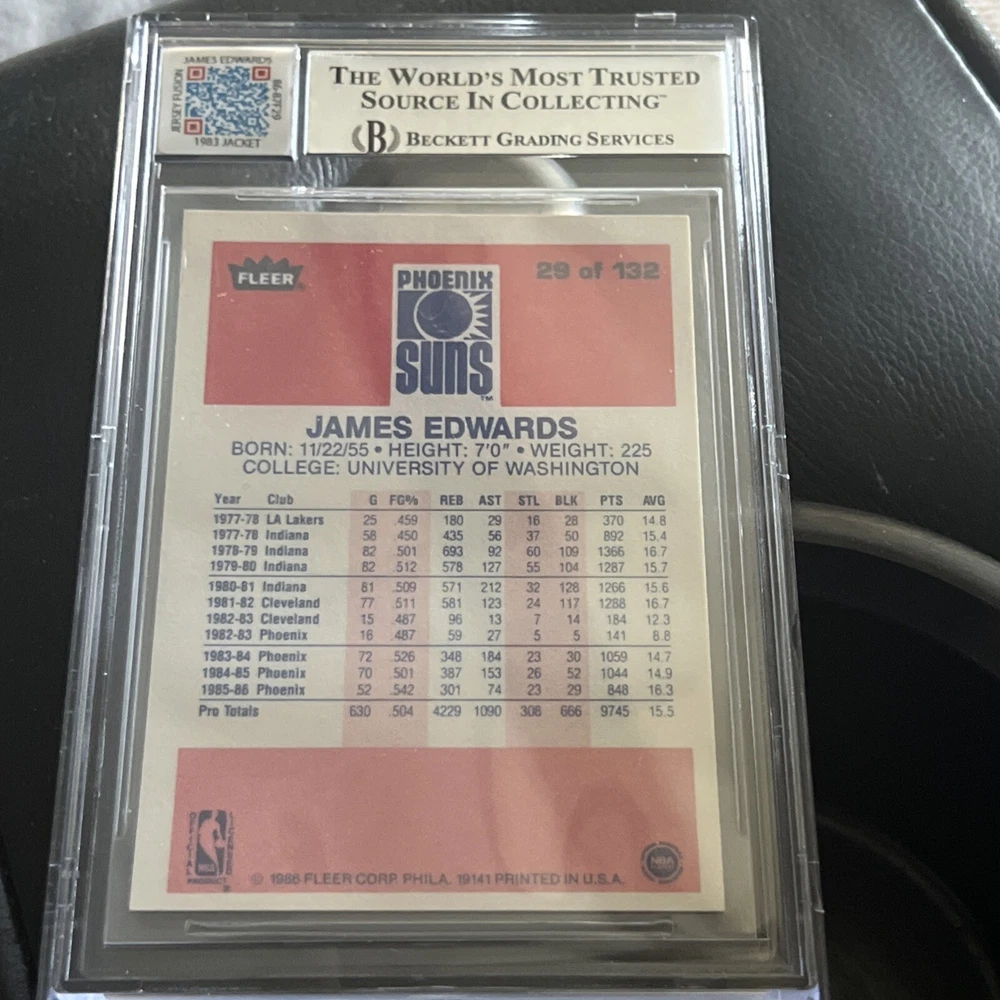 JAMES EDWARDS
JERSEY FUSION
86-BJFF29
1983 JACKET
THE WORLD'S MOST TRUSTED
SOURCE IN COLLECTING™
B BECKETT GRADING SERVICES
FLEER
PHOENIX
SUNS™
29 of 132
JAMES EDWARDS
BORN: 11/22/55 • HEIGHT: 7'0" • WEIGHT: 225
COLLEGE: UNIVERSITY OF WASHINGTON
Year Club G FG% REB AST STL BLK PTS AVG
1977-78 LA Lakers 25 .459 180 29 16 28 370 14.8
1977-78 Indiana 58 .450 435 56 37 50 892 15.4
1978-79 Indiana 82 .501 693 92 60 109 1366 16.7
1979-80 Indiana 82 .512 578 127 55 104 1287 15.7
1980-81 Indiana 81 .509 571 212 32 128 1266 15.6
1981-82 Cleveland 77 .511 581 123 24 117 1288 16.7
1982-83 Cleveland 15 .487 96 13 7 14 184 12.3
1982-83 Phoenix 16 .487 59 27 5 5 141 8.8
1983-84 Phoenix 72 .526 348 184 23 30 1059 14.7
1984-85 Phoenix 70 .501 387 153 26 52 1044 14.9
1985-86 Phoenix 52 .542 301 74 23 29 848 16.3
Pro Totals 630 .504 4229 1090 308 666 9745 15.5
OFFICIAL
LICENSED
PRODUCT
NBA
© 1986 FLEER CORP. PHILA. 19141 PRINTED IN U.S.A.
NBA